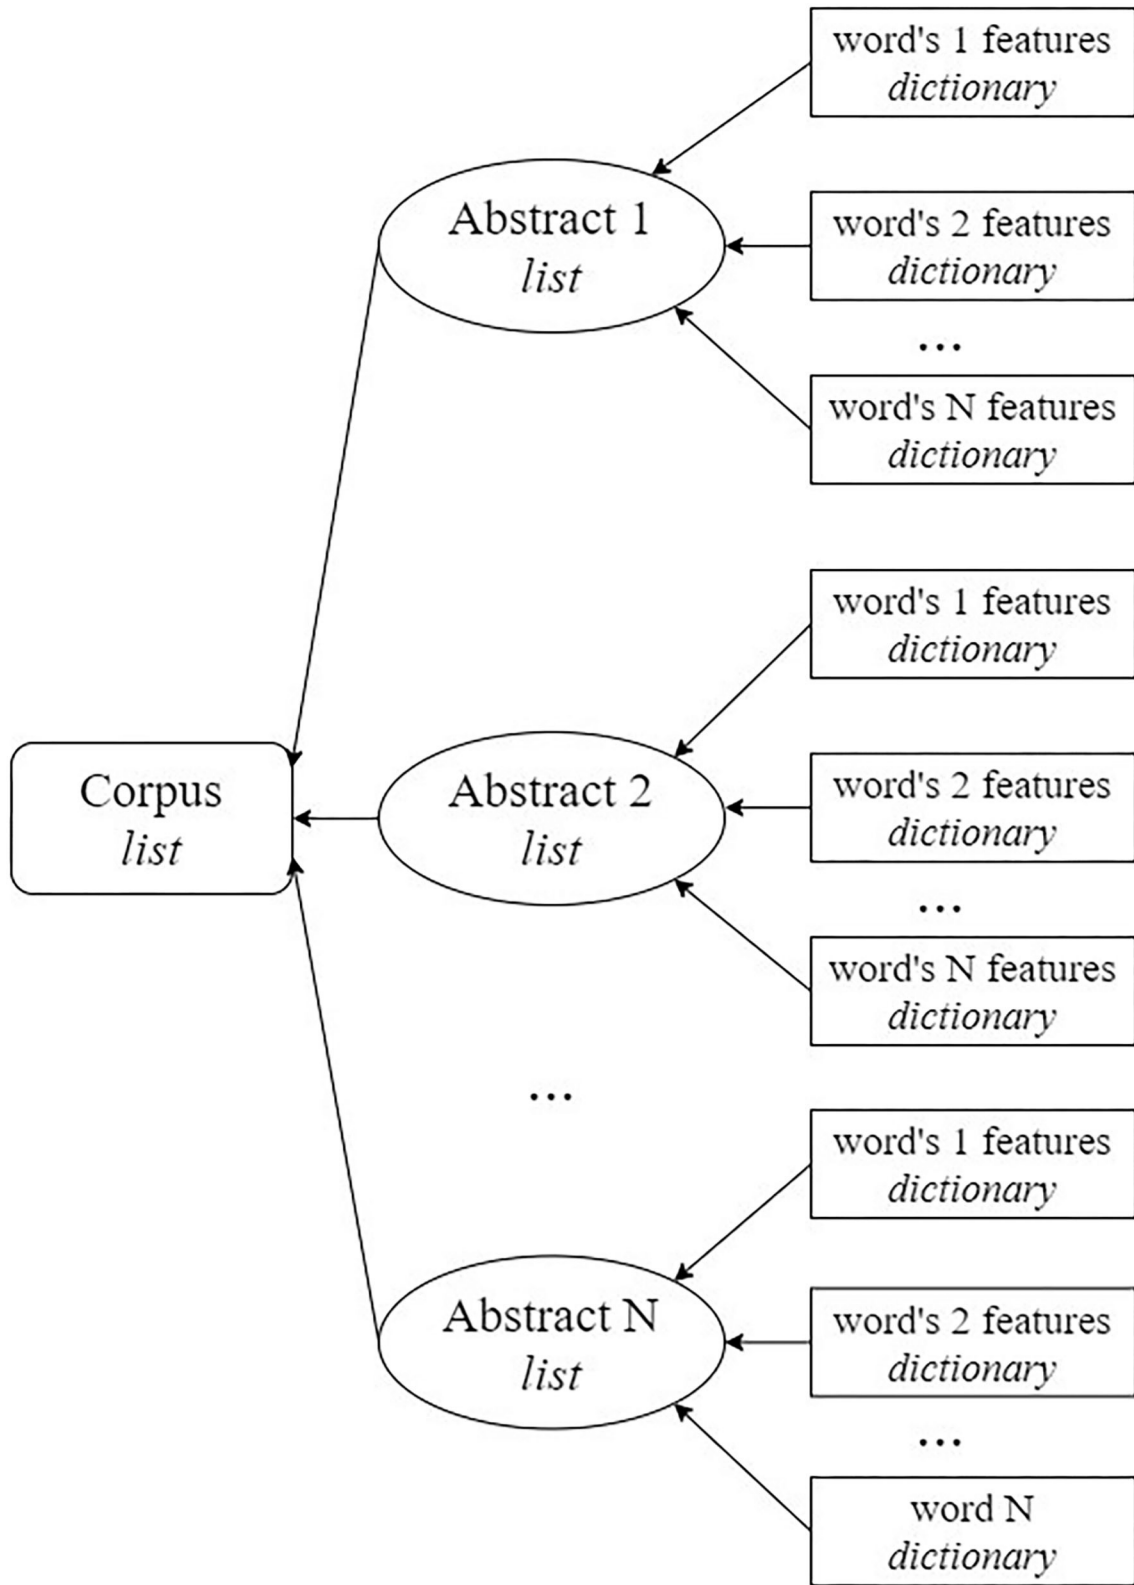 word's 1 features
dictionary
Abstract 1
list
word's 2 features
dictionary
...
word's N features
dictionary
word's 1 features
dictionary
Corpus
list
Abstract 2
list
word's 2 features
dictionary
...
word's N features
dictionary
...
word's 1 features
dictionary
Abstract N
list
word's 2 features
dictionary
...
word N
dictionary